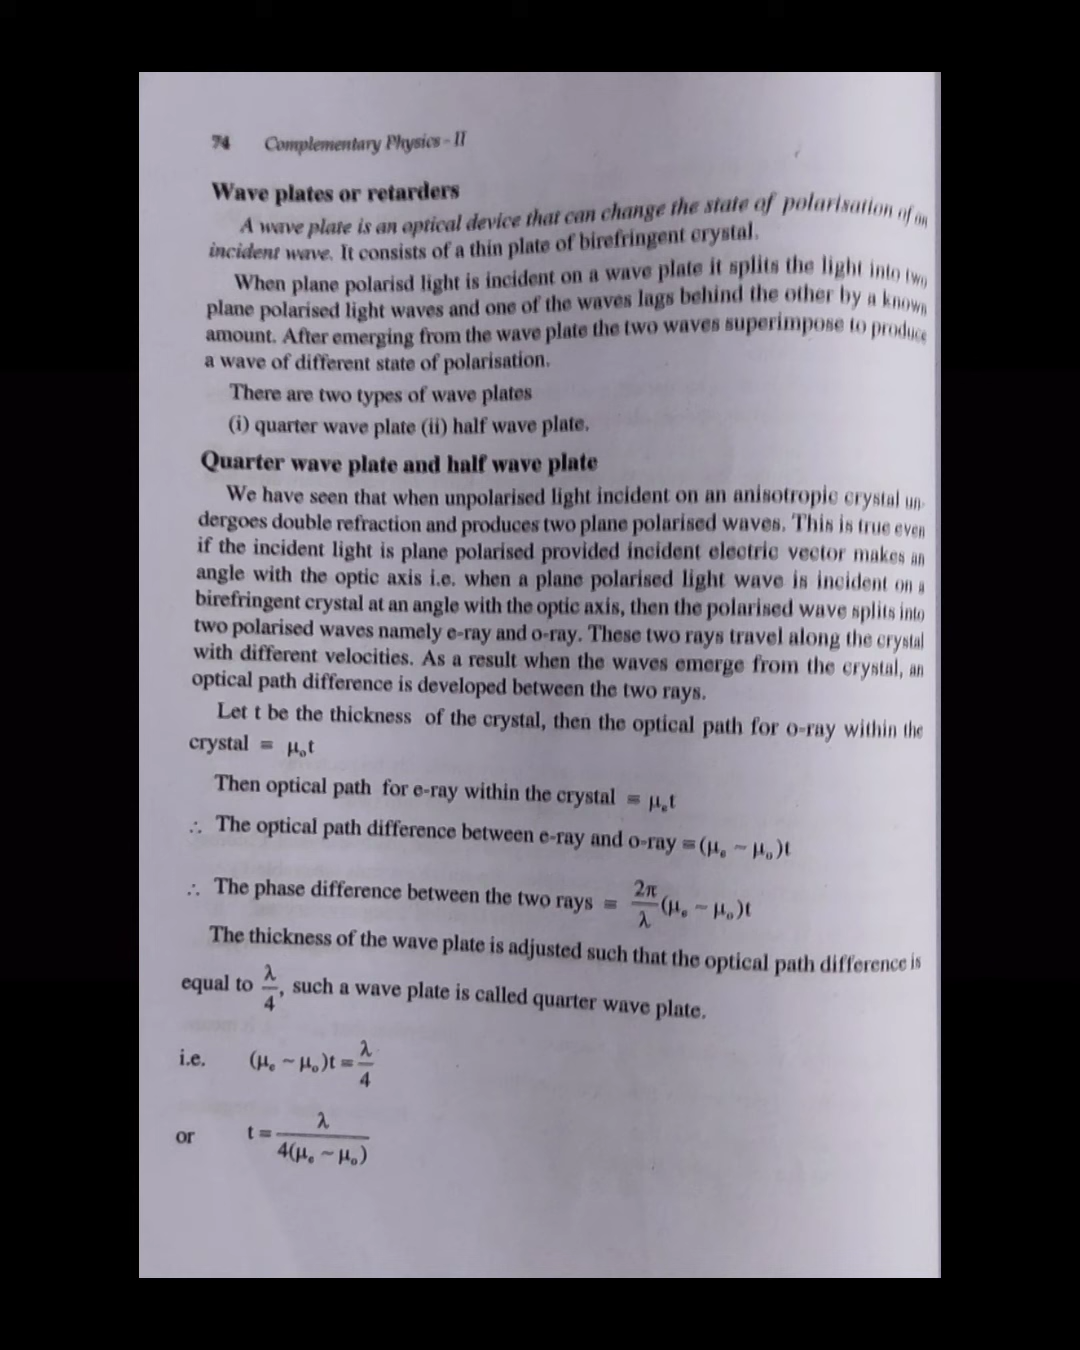 74 Complementary Physics - II
Wave plates or retarders
A wave plate is an optical device that can change the state of polarisation of
incident wave. It consists of a thin plate of birefringent crystal.
When plane polarisd light is incident on a wave plate it splits the light into two
plane polarised light waves and one of the waves lags behind the other by a known
amount. After emerging from the wave plate the two waves superimpose to produce
a wave of different state of polarisation.
There are two types of wave plates
(i) quarter wave plate (ii) half wave plate.
Quarter wave plate and half wave plate
We have seen that when unpolarised light incident on an anisotropic crystal un-
dergoes double refraction and produces two plane polarised waves. This is true even
if the incident light is plane polarised provided incident electric vector makes an
angle with the optic axis i.e. when a plane polarised light wave is incident on a
birefringent crystal at an angle with the optic axis, then the polarised wave splits into
two polarised waves namely e-ray and o-ray. These two rays travel along the crystal
with different velocities. As a result when the waves emerge from the crystal, an
optical path difference is developed between the two rays.
Let t be the thickness of the crystal, then the optical path for o-ray within the
crystal = μₒt
Then optical path for e-ray within the crystal = μₑt
∴ The optical path difference between e-ray and o-ray = (μₑ ~ μₒ)t
∴ The phase difference between the two rays = 2π/λ (μₑ ~ μₒ)t
The thickness of the wave plate is adjusted such that the optical path difference is
equal to λ/4, such a wave plate is called quarter wave plate.
i.e. (μₑ ~ μₒ)t = λ/4
or t = λ/4(μₑ ~ μₒ)